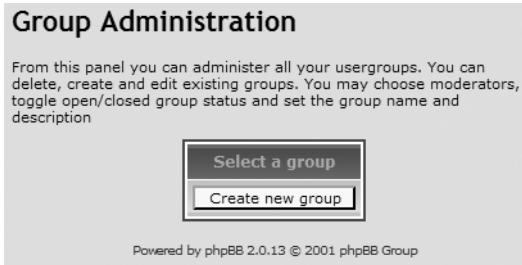 Group Administration
From this panel you can administer all your usergroups. You can
delete, create and edit existing groups. You may choose moderators,
toggle open/closed group status and set the group name and
description
Select a group
Create new group
Powered by phpBB 2.0.13 © 2001 phpBB Group